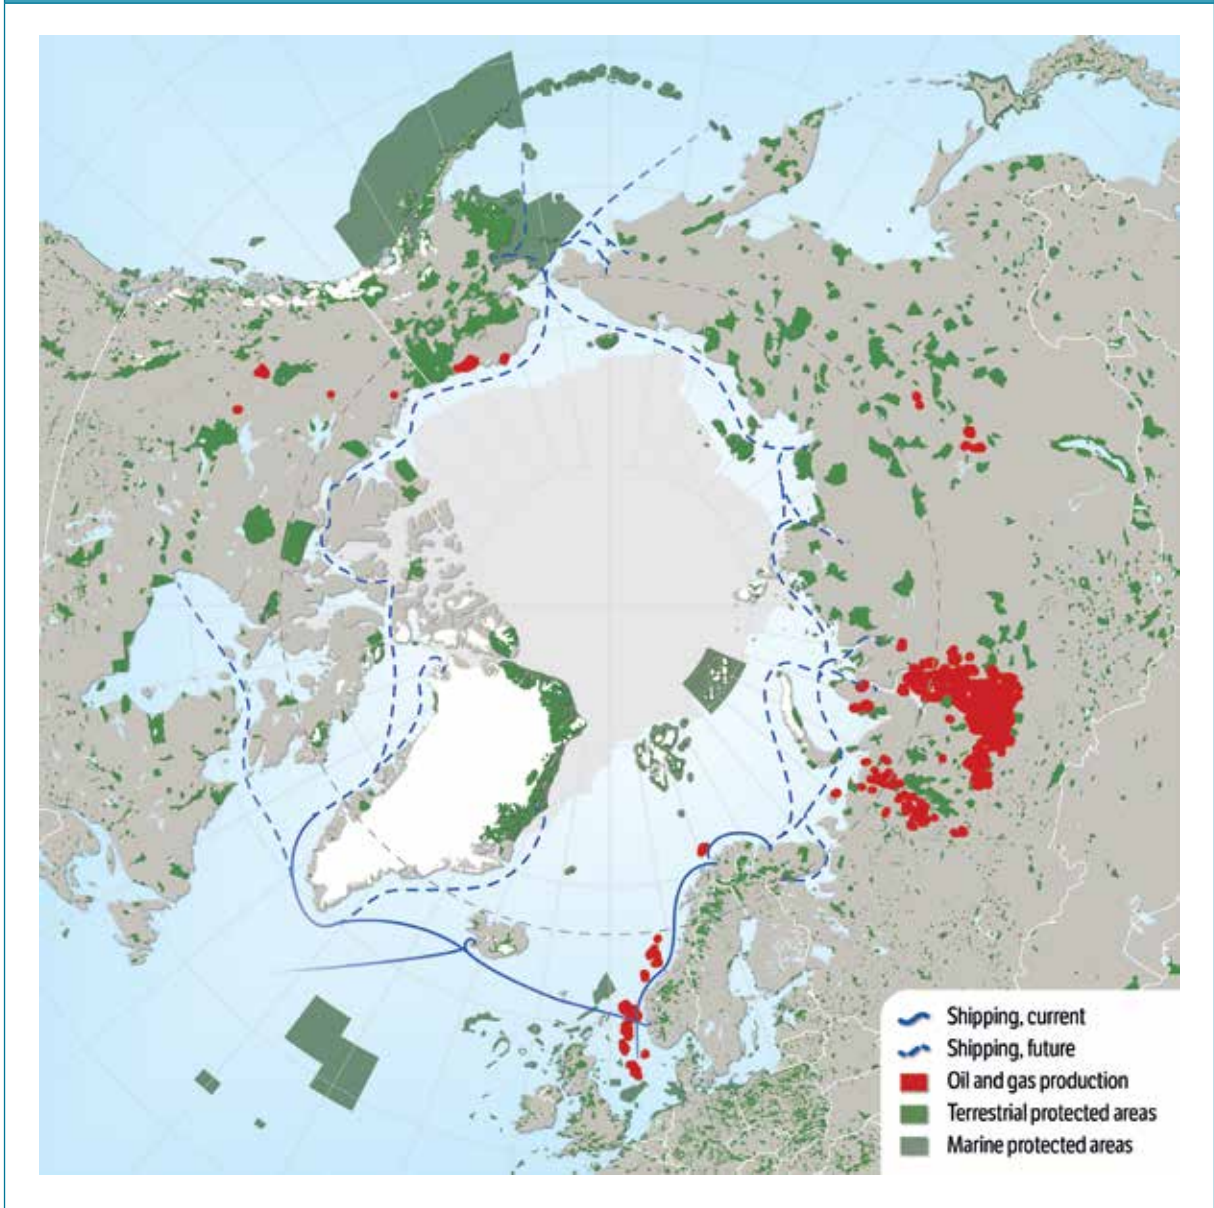 Shipping, current
Shipping, future
Oil and gas production
Terrestrial protected areas
Marine protected areas